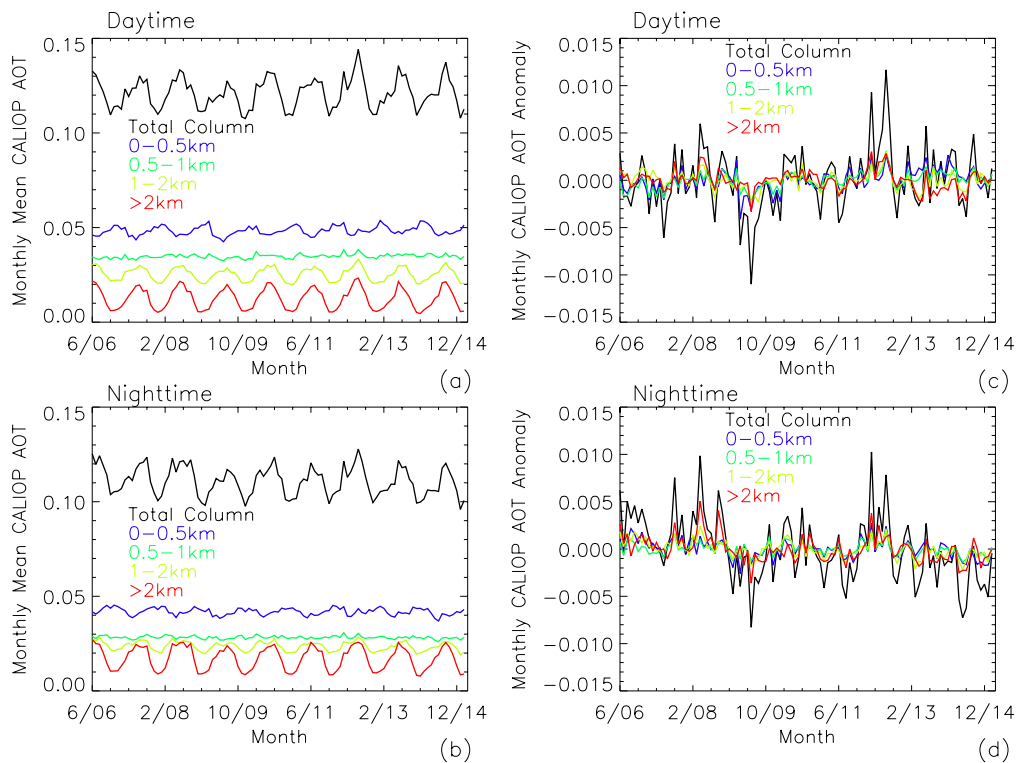 Daytime
Monthly Mean CALIOP AOT
0.15
0.10
0.05
0.00
Total Column
0-0.5km
0.5-1km
1-2km
>2km
6/06 2/08 10/09 6/11 2/13 12/14
Month
(a)
Daytime
Monthly CALIOP AOT Anomaly
0.015
0.010
0.005
0.000
-0.005
-0.010
-0.015
Total Column
0-0.5km
0.5-1km
1-2km
>2km
6/06 2/08 10/09 6/11 2/13 12/14
Month
(c)
Nighttime
Monthly Mean CALIOP AOT
0.15
0.10
0.05
0.00
Total Column
0-0.5km
0.5-1km
1-2km
>2km
6/06 2/08 10/09 6/11 2/13 12/14
Month
(b)
Nighttime
Monthly CALIOP AOT Anomaly
0.015
0.010
0.005
0.000
-0.005
-0.010
-0.015
Total Column
0-0.5km
0.5-1km
1-2km
>2km
6/06 2/08 10/09 6/11 2/13 12/14
Month
(d)